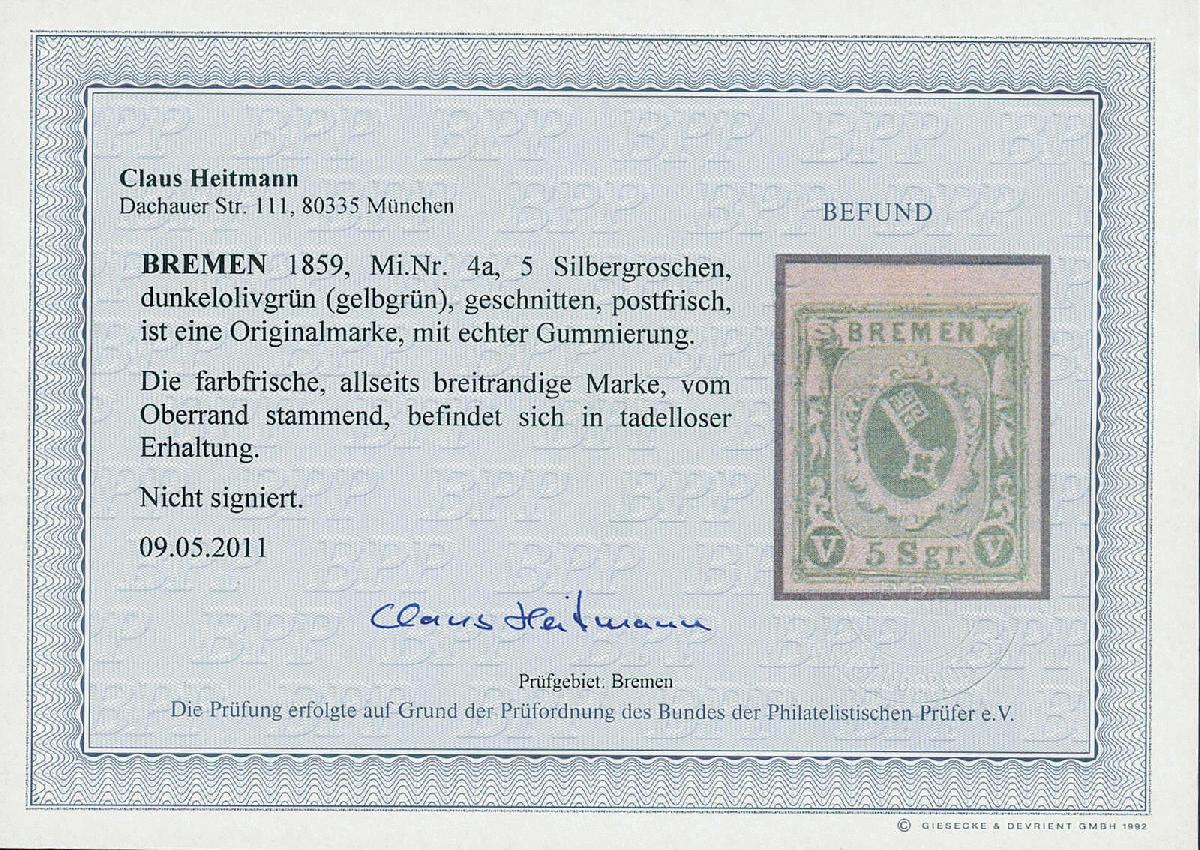 Claus Heitmann
Dachauer Str. 111, 80335 München
BEFUND
BREMEN 1859, Mi.Nr. 4a, 5 Silbergroschen,
dunkelolivgrün (gelbgrün), geschnitten, postfrisch,
ist eine Originalmarke, mit echter Gummierung.
Die farbfrische, allseits breitrandige Marke, vom
Oberrand stammend, befindet sich in tadelloser
Erhaltung.
Nicht signiert.
09.05.2011
BREMEN
V 5 Sgr. V
Claus Heitmann
Prüfgebiet. Bremen
Die Prüfung erfolgte auf Grund der Prüfordnung des Bundes der Philatelistischen Prüfer e.V.
© GIESECKE & DEVRIENT GMBH 1992